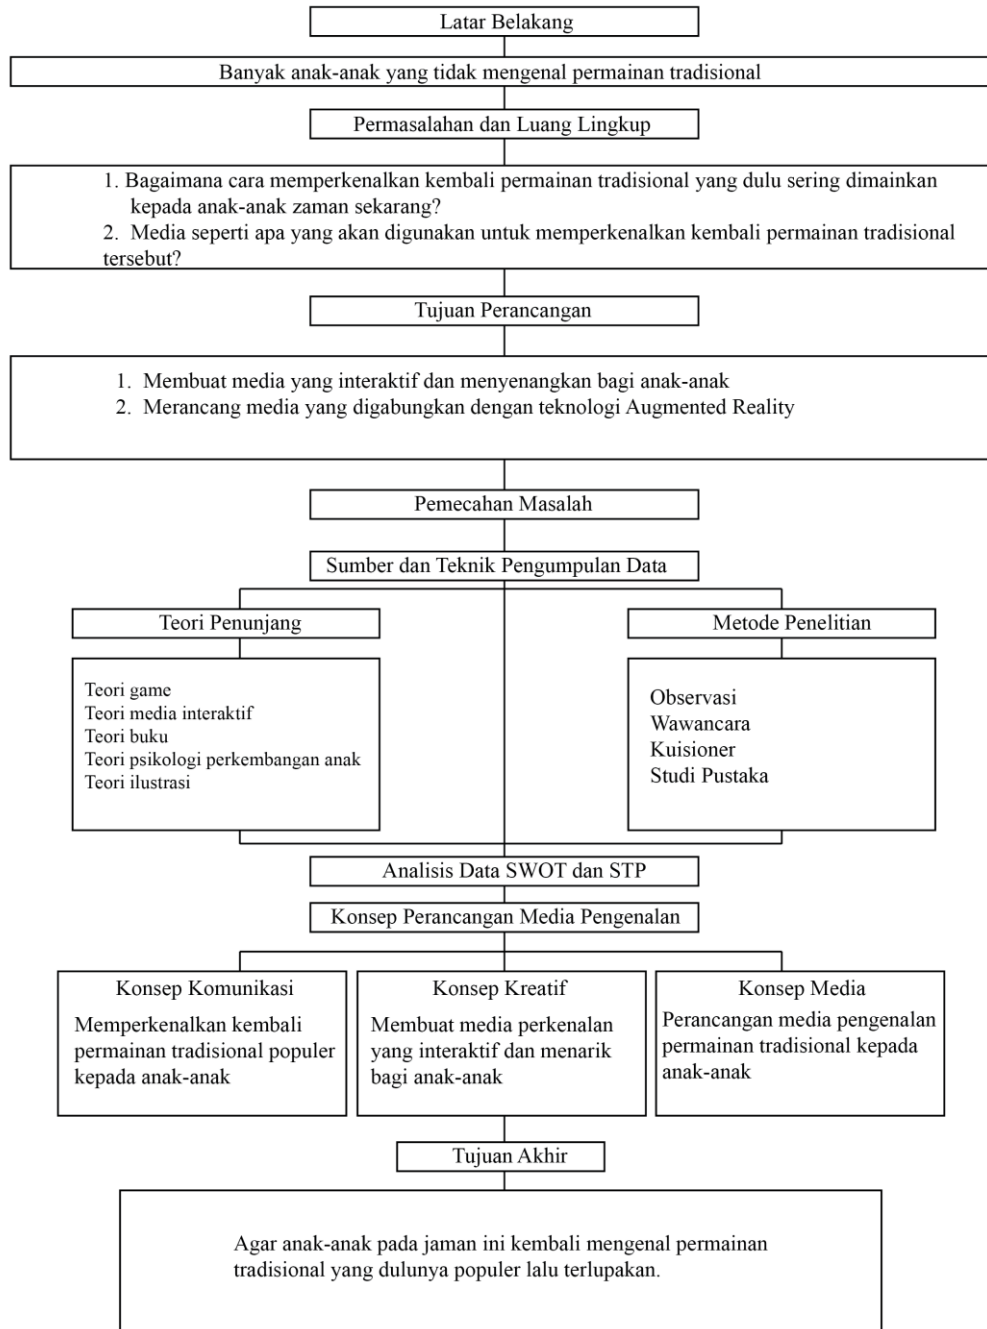 Latar Belakang
Banyak anak-anak yang tidak mengenal permainan tradisional
Permasalahan dan Luang Lingkup
1. Bagaimana cara memperkenalkan kembali permainan tradisional yang dulu sering dimainkan
kepada anak-anak zaman sekarang?
2. Media seperti apa yang akan digunakan untuk memperkenalkan kembali permainan tradisional
tersebut?
Tujuan Perancangan
1. Membuat media yang interaktif dan menyenangkan bagi anak-anak
2. Merancang media yang digabungkan dengan teknologi Augmented Reality
Pemecahan Masalah
Sumber dan Teknik Pengumpulan Data
Teori Penunjang
Teori game
Teori media interaktif
Teori buku
Teori psikologi perkembangan anak
Teori ilustrasi
Metode Penelitian
Observasi
Wawancara
Kuisioner
Studi Pustaka
Analisis Data SWOT dan STP
Konsep Perancangan Media Pengenalan
Konsep Komunikasi
Memperkenalkan kembali
permainan tradisional populer
kepada anak-anak
Konsep Kreatif
Membuat media perkenalan
yang interaktif dan menarik
bagi anak-anak
Konsep Media
Perancangan media pengenalan
permainan tradisional kepada
anak-anak
Tujuan Akhir
Agar anak-anak pada jaman ini kembali mengenal permainan
tradisional yang dulunya populer lalu terlupakan.